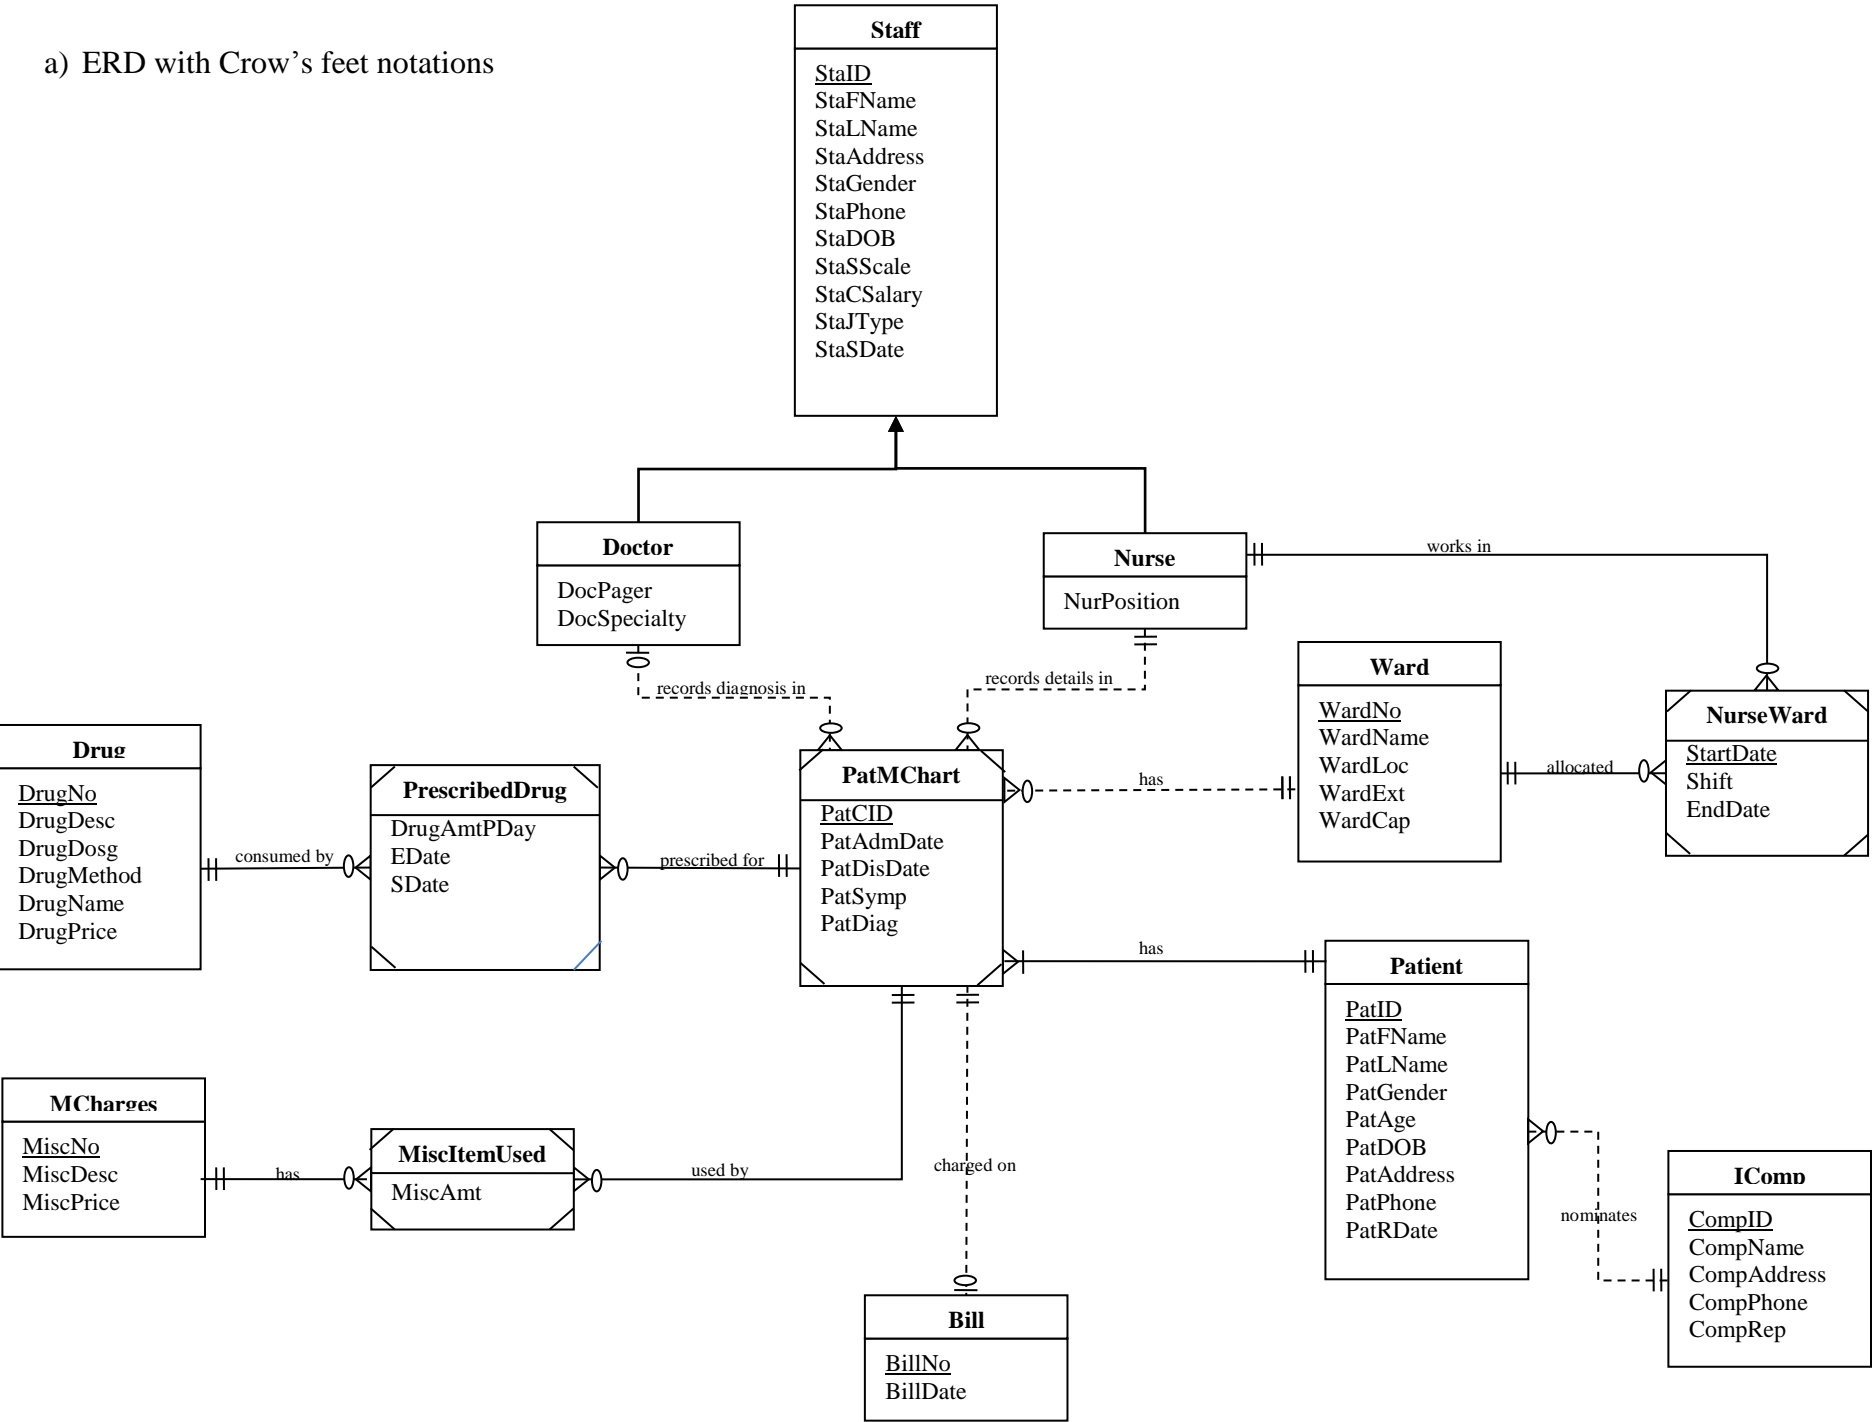 a) ERD with Crow’s feet notations
Staff
StaID
StaFName
StaLName
StaAddress
StaGender
StaPhone
StaDOB
StaSScale
StaCSalary
StaJType
StaSDate
Doctor
DocPager
DocSpecialty
Nurse
NurPosition
works in
records diagnosis in
records details in
Ward
WardNo
WardName
WardLoc
WardExt
WardCap
allocated
NurseWard
StartDate
Shift
EndDate
Drug
DrugNo
DrugDesc
DrugDosg
DrugMethod
DrugName
DrugPrice
consumed by
PrescribedDrug
DrugAmtPDay
EDate
SDate
prescribed for
PatMChart
PatCID
PatAdmDate
PatDisDate
PatSymp
PatDiag
has
has
Patient
PatID
PatFName
PatLName
PatGender
PatAge
PatDOB
PatAddress
PatPhone
PatRDate
MCharges
MiscNo
MiscDesc
MiscPrice
has
MiscItemUsed
MiscAmt
used by
charged on
nominates
IComp
CompID
CompName
CompAddress
CompPhone
CompRep
Bill
BillNo
BillDate